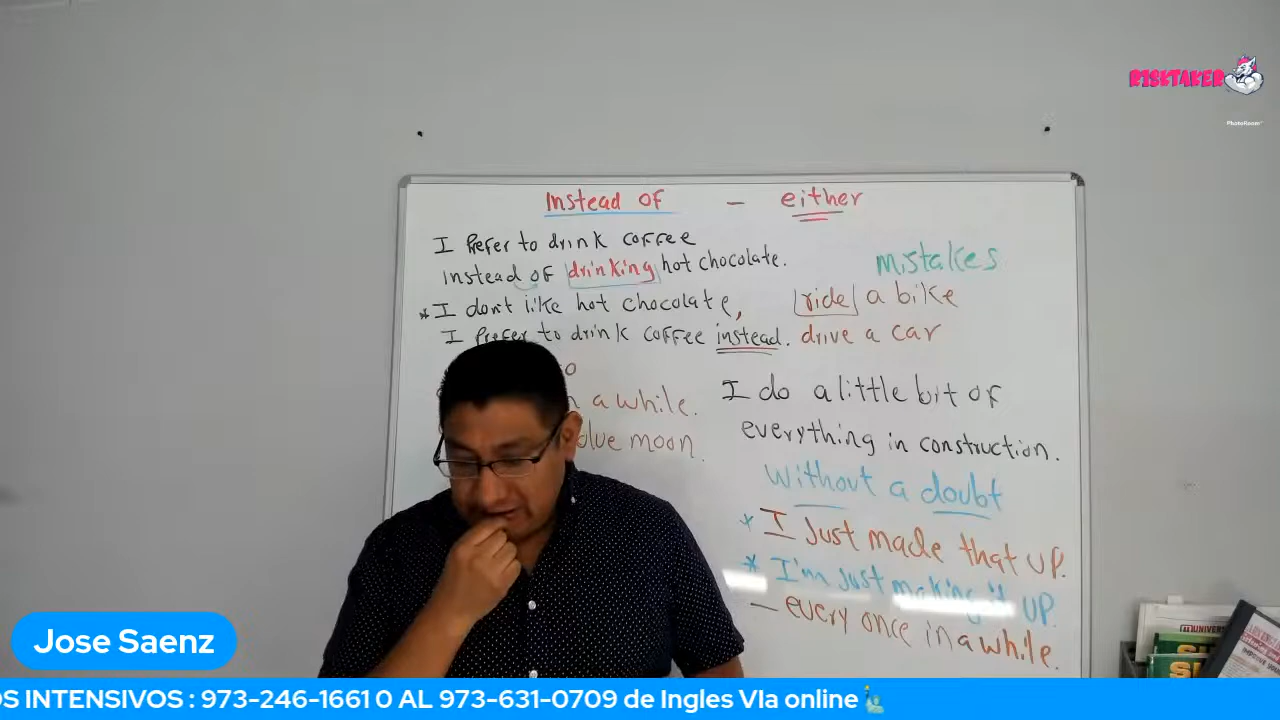 RISKTAKER
PhotoRoom
Instead of - either
I prefer to drink coffee
instead of drinking hot chocolate.
* I don't like hot chocolate,
I prefer to drink coffee instead.
mistakes
ride a bike
drive a car
a while.
blue moon.
I do a little bit of
everything in construction.
without a doubt
* I just made that up.
* I'm just making it up.
- every once in a while.
Jose Saenz
OS INTENSIVOS : 973-246-1661 O AL 973-631-0709 de Ingles VIa online